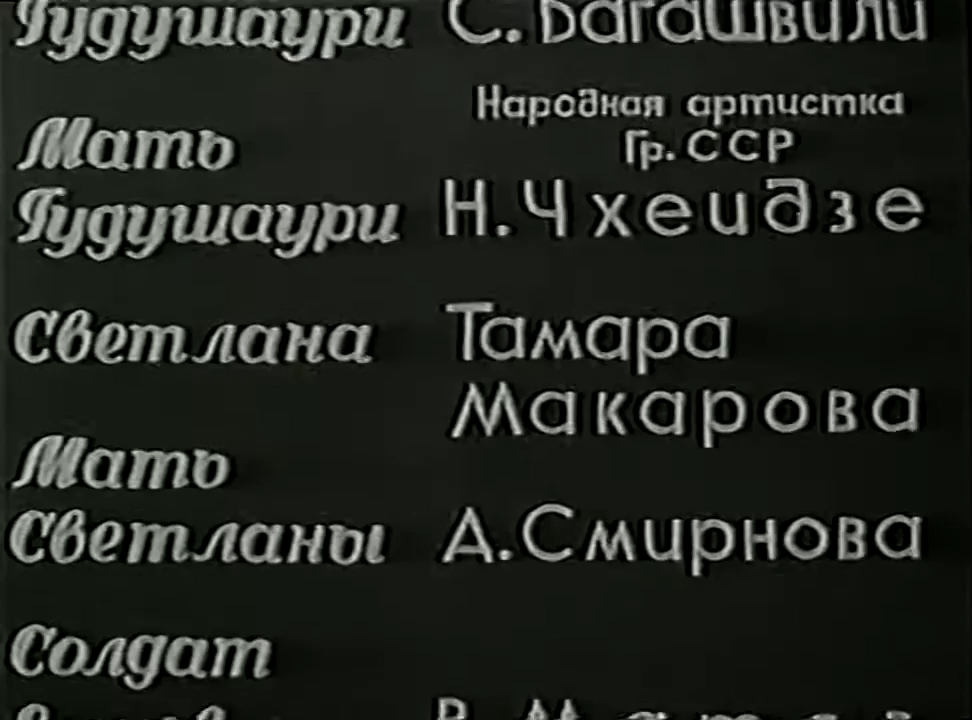 Гудушаури С. Багашвили
Народная артистка
Мать Гр. ССР
Гудушаури Н. Чхеидзе
Светлана Тамара
Макарова
Мать
Светланы А. Смирнова
Солдат